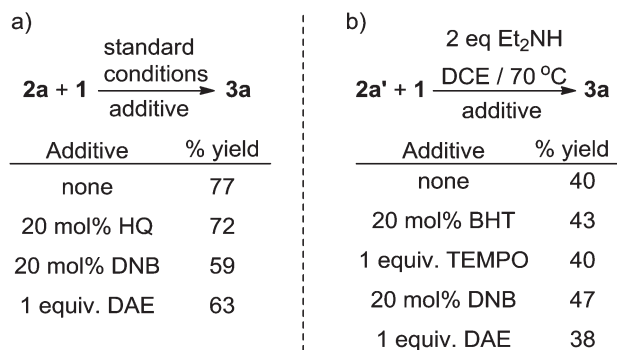 a)
standard
conditions
2a + 1 3a
additive
Additive % yield
none 77
20 mol% HQ 72
20 mol% DNB 59
1 equiv. DAE 63
b)
2 eq Et2NH
2a' + 1 DCE / 70 °C 3a
additive
Additive % yield
none 40
20 mol% BHT 43
1 equiv. TEMPO 40
20 mol% DNB 47
1 equiv. DAE 38